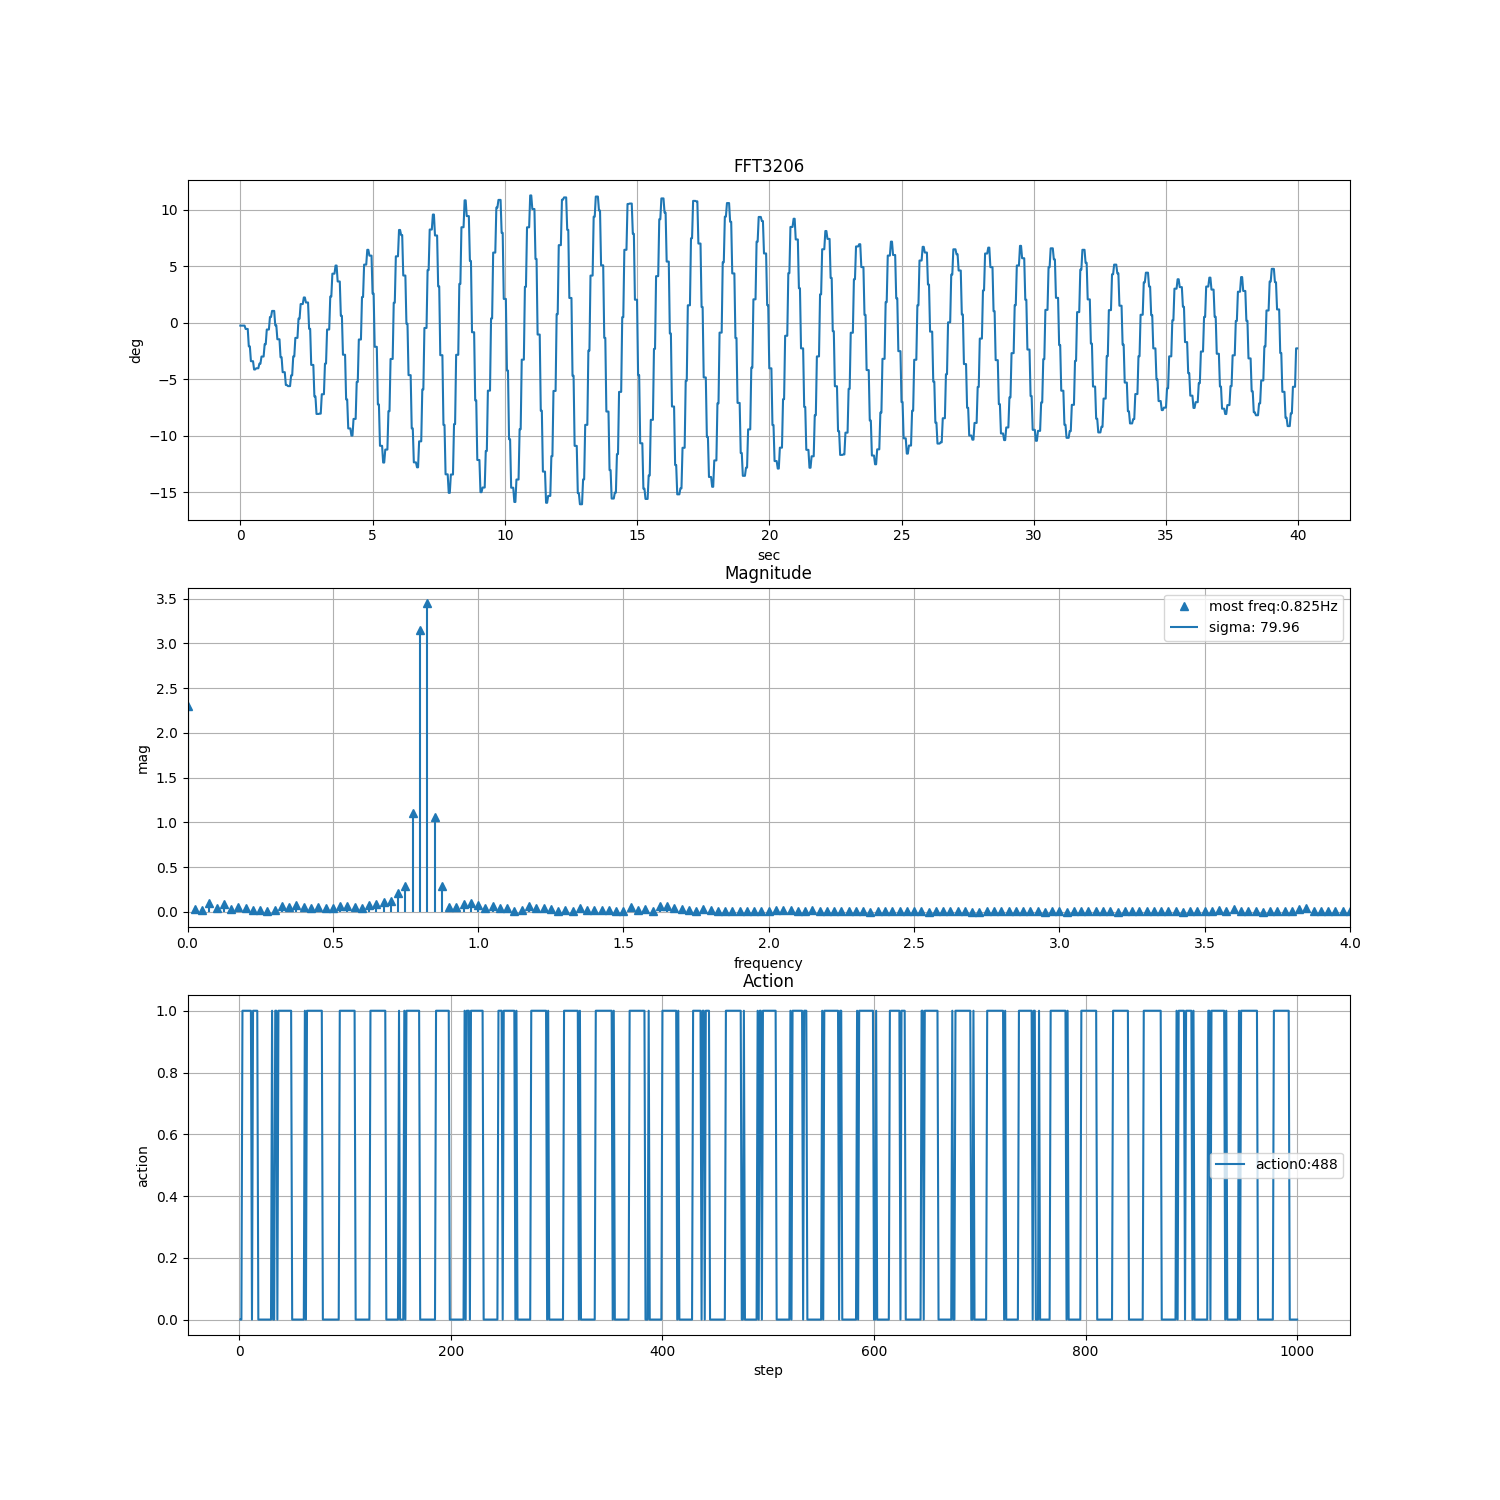 FFT3206
10
5
0
−5
−10
−15
deg
0 5 10 15 20 25 30 35 40
sec
Magnitude
3.5
3.0
2.5
2.0
1.5
1.0
0.5
0.0
mag
most freq:0.825Hz
sigma: 79.96
0.0 0.5 1.0 1.5 2.0 2.5 3.0 3.5 4.0
frequency
Action
1.0
0.8
0.6
0.4
0.2
0.0
action
action0:488
0 200 400 600 800 1000
step